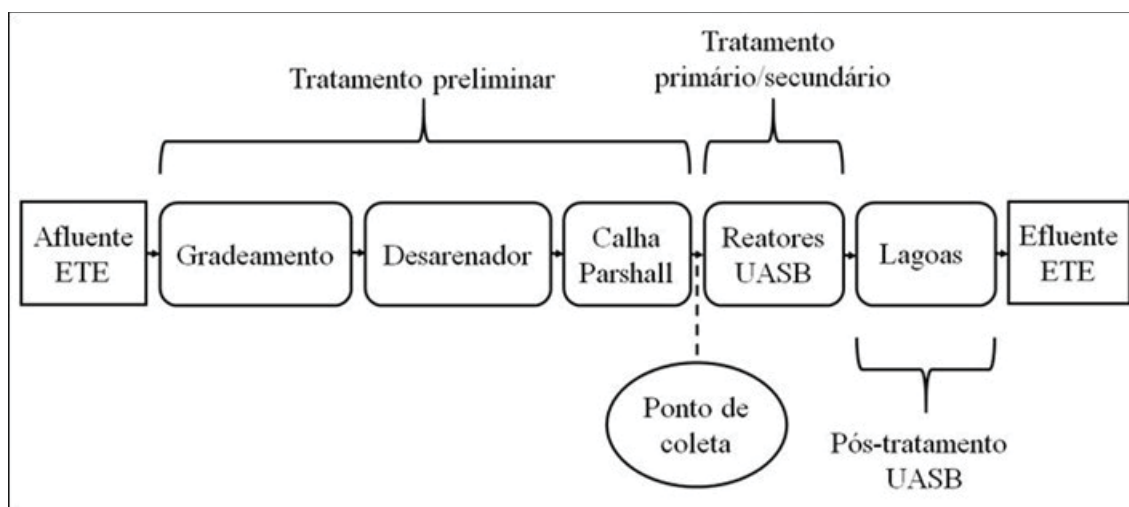 Tratamento preliminar
Tratamento
primário/secundário
Afluente
ETE
Gradeamento
Desarenador
Calha
Parshall
Reatores
UASB
Lagoas
Efluente
ETE
Ponto de
coleta
Pós-tratamento
UASB